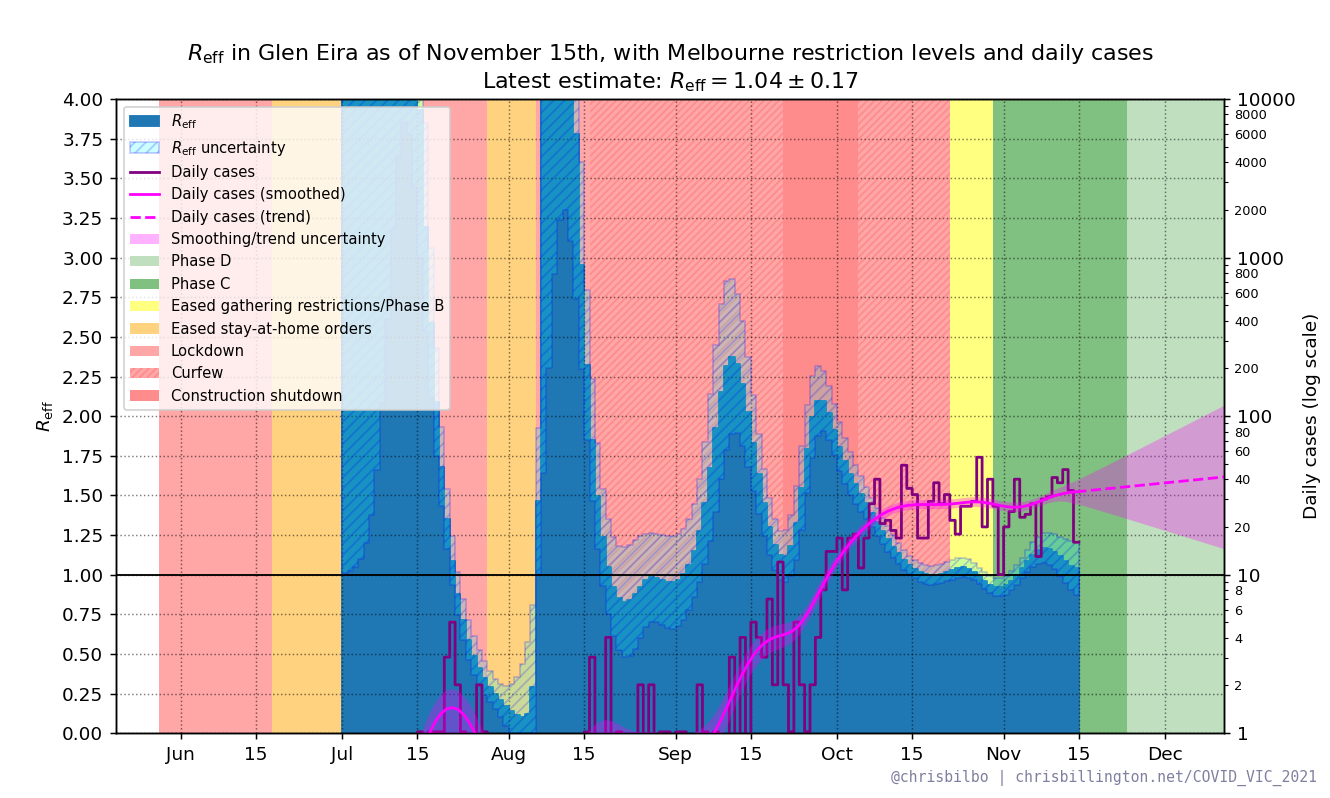 Reff in Glen Eira as of November 15th, with Melbourne restriction levels and daily cases
Latest estimate: Reff = 1.04 ± 0.17
Reff
Reff uncertainty
Daily cases
Daily cases (smoothed)
Daily cases (trend)
Smoothing/trend uncertainty
Phase D
Phase C
Eased gathering restrictions/Phase B
Eased stay-at-home orders
Lockdown
Curfew
Construction shutdown
Reff
4.00
3.75
3.50
3.25
3.00
2.75
2.50
2.25
2.00
1.75
1.50
1.25
1.00
0.75
0.50
0.25
0.00
Jun 15 Jul 15 Aug 15 Sep 15 Oct 15 Nov 15 Dec
10000
8000
6000
4000
2000
1000
800
600
400
200
100
80
60
40
20
10
8
6
4
2
1
Daily cases (log scale)
@chrisbilbo | chrisbillington.net/COVID_VIC_2021